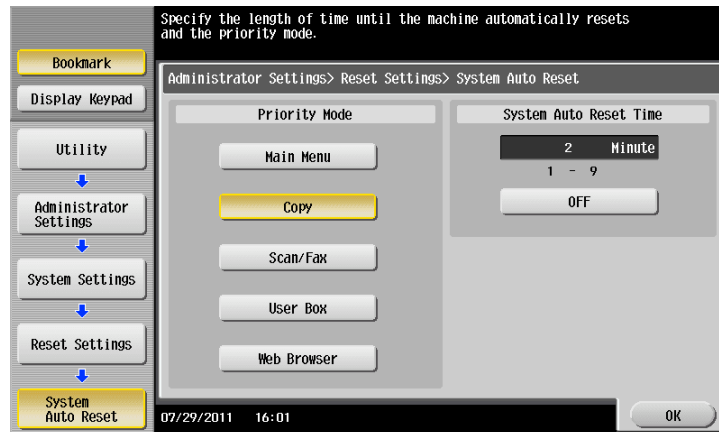 Specify the length of time until the machine automatically resets
and the priority mode.
Bookmark
Display Keypad
Utility
Administrator
Settings
System Settings
Reset Settings
System
Auto Reset
Administrator Settings> Reset Settings> System Auto Reset
Priority Mode
Main Menu
Copy
Scan/Fax
User Box
Web Browser
System Auto Reset Time
2 Minute
1 - 9
OFF
07/29/2011 16:01
OK